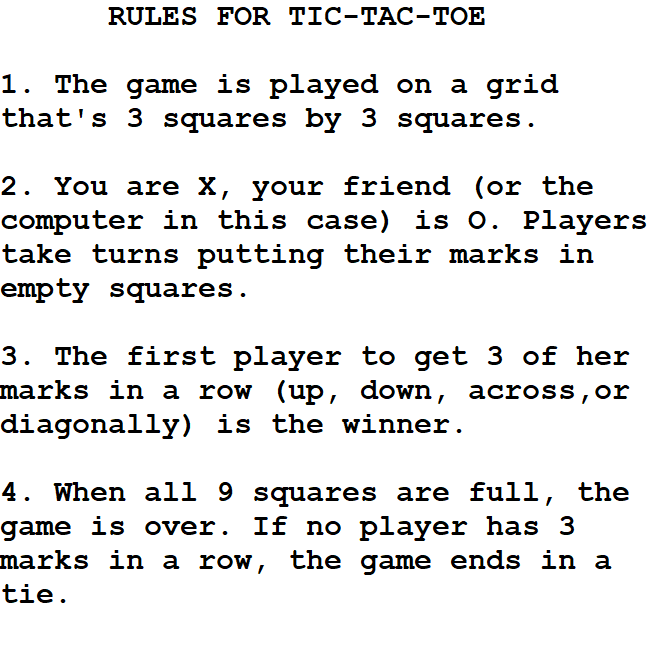 RULES FOR TIC-TAC-TOE
1. The game is played on a grid
that's 3 squares by 3 squares.
2. You are X, your friend (or the
computer in this case) is O. Players
take turns putting their marks in
empty squares.
3. The first player to get 3 of her
marks in a row (up, down, across,or
diagonally) is the winner.
4. When all 9 squares are full, the
game is over. If no player has 3
marks in a row, the game ends in a
tie.